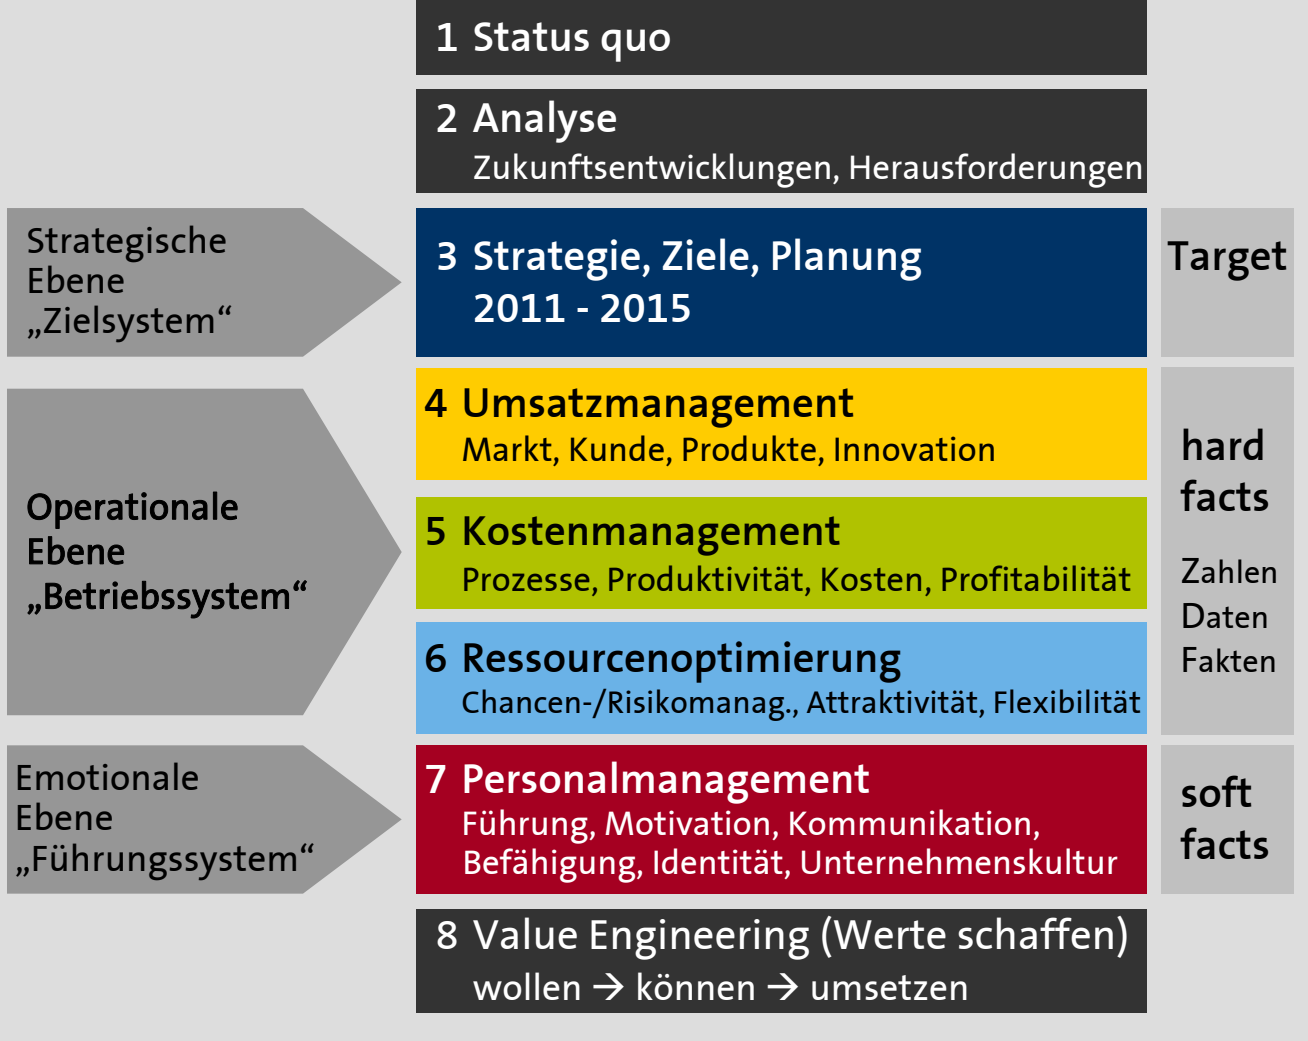 1 Status quo
2 Analyse
Zukunftsentwicklungen, Herausforderungen
Strategische
Ebene
„Zielsystem“
3 Strategie, Ziele, Planung
2011 - 2015
Target
Operationale
Ebene
„Betriebssystem“
4 Umsatzmanagement
Markt, Kunde, Produkte, Innovation
5 Kostenmanagement
Prozesse, Produktivität, Kosten, Profitabilität
6 Ressourcenoptimierung
Chancen-/Risikomanag., Attraktivität, Flexibilität
hard
facts
Zahlen
Daten
Fakten
Emotionale
Ebene
„Führungssystem“
7 Personalmanagement
Führung, Motivation, Kommunikation,
Befähigung, Identität, Unternehmenskultur
soft
facts
8 Value Engineering (Werte schaffen)
wollen → können → umsetzen